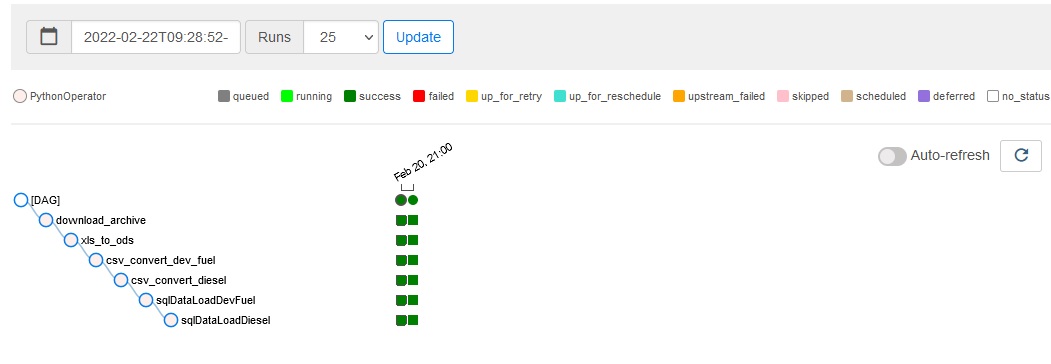 2022-02-22T09:28:52-
Runs
25
Update
PythonOperator
queued
running
success
failed
up_for_retry
up_for_reschedule
upstream_failed
skipped
scheduled
deferred
no_status
Auto-refresh
Feb 20, 21:00
[DAG]
download_archive
xls_to_ods
csv_convert_dev_fuel
csv_convert_diesel
sqlDataLoadDevFuel
sqlDataLoadDiesel